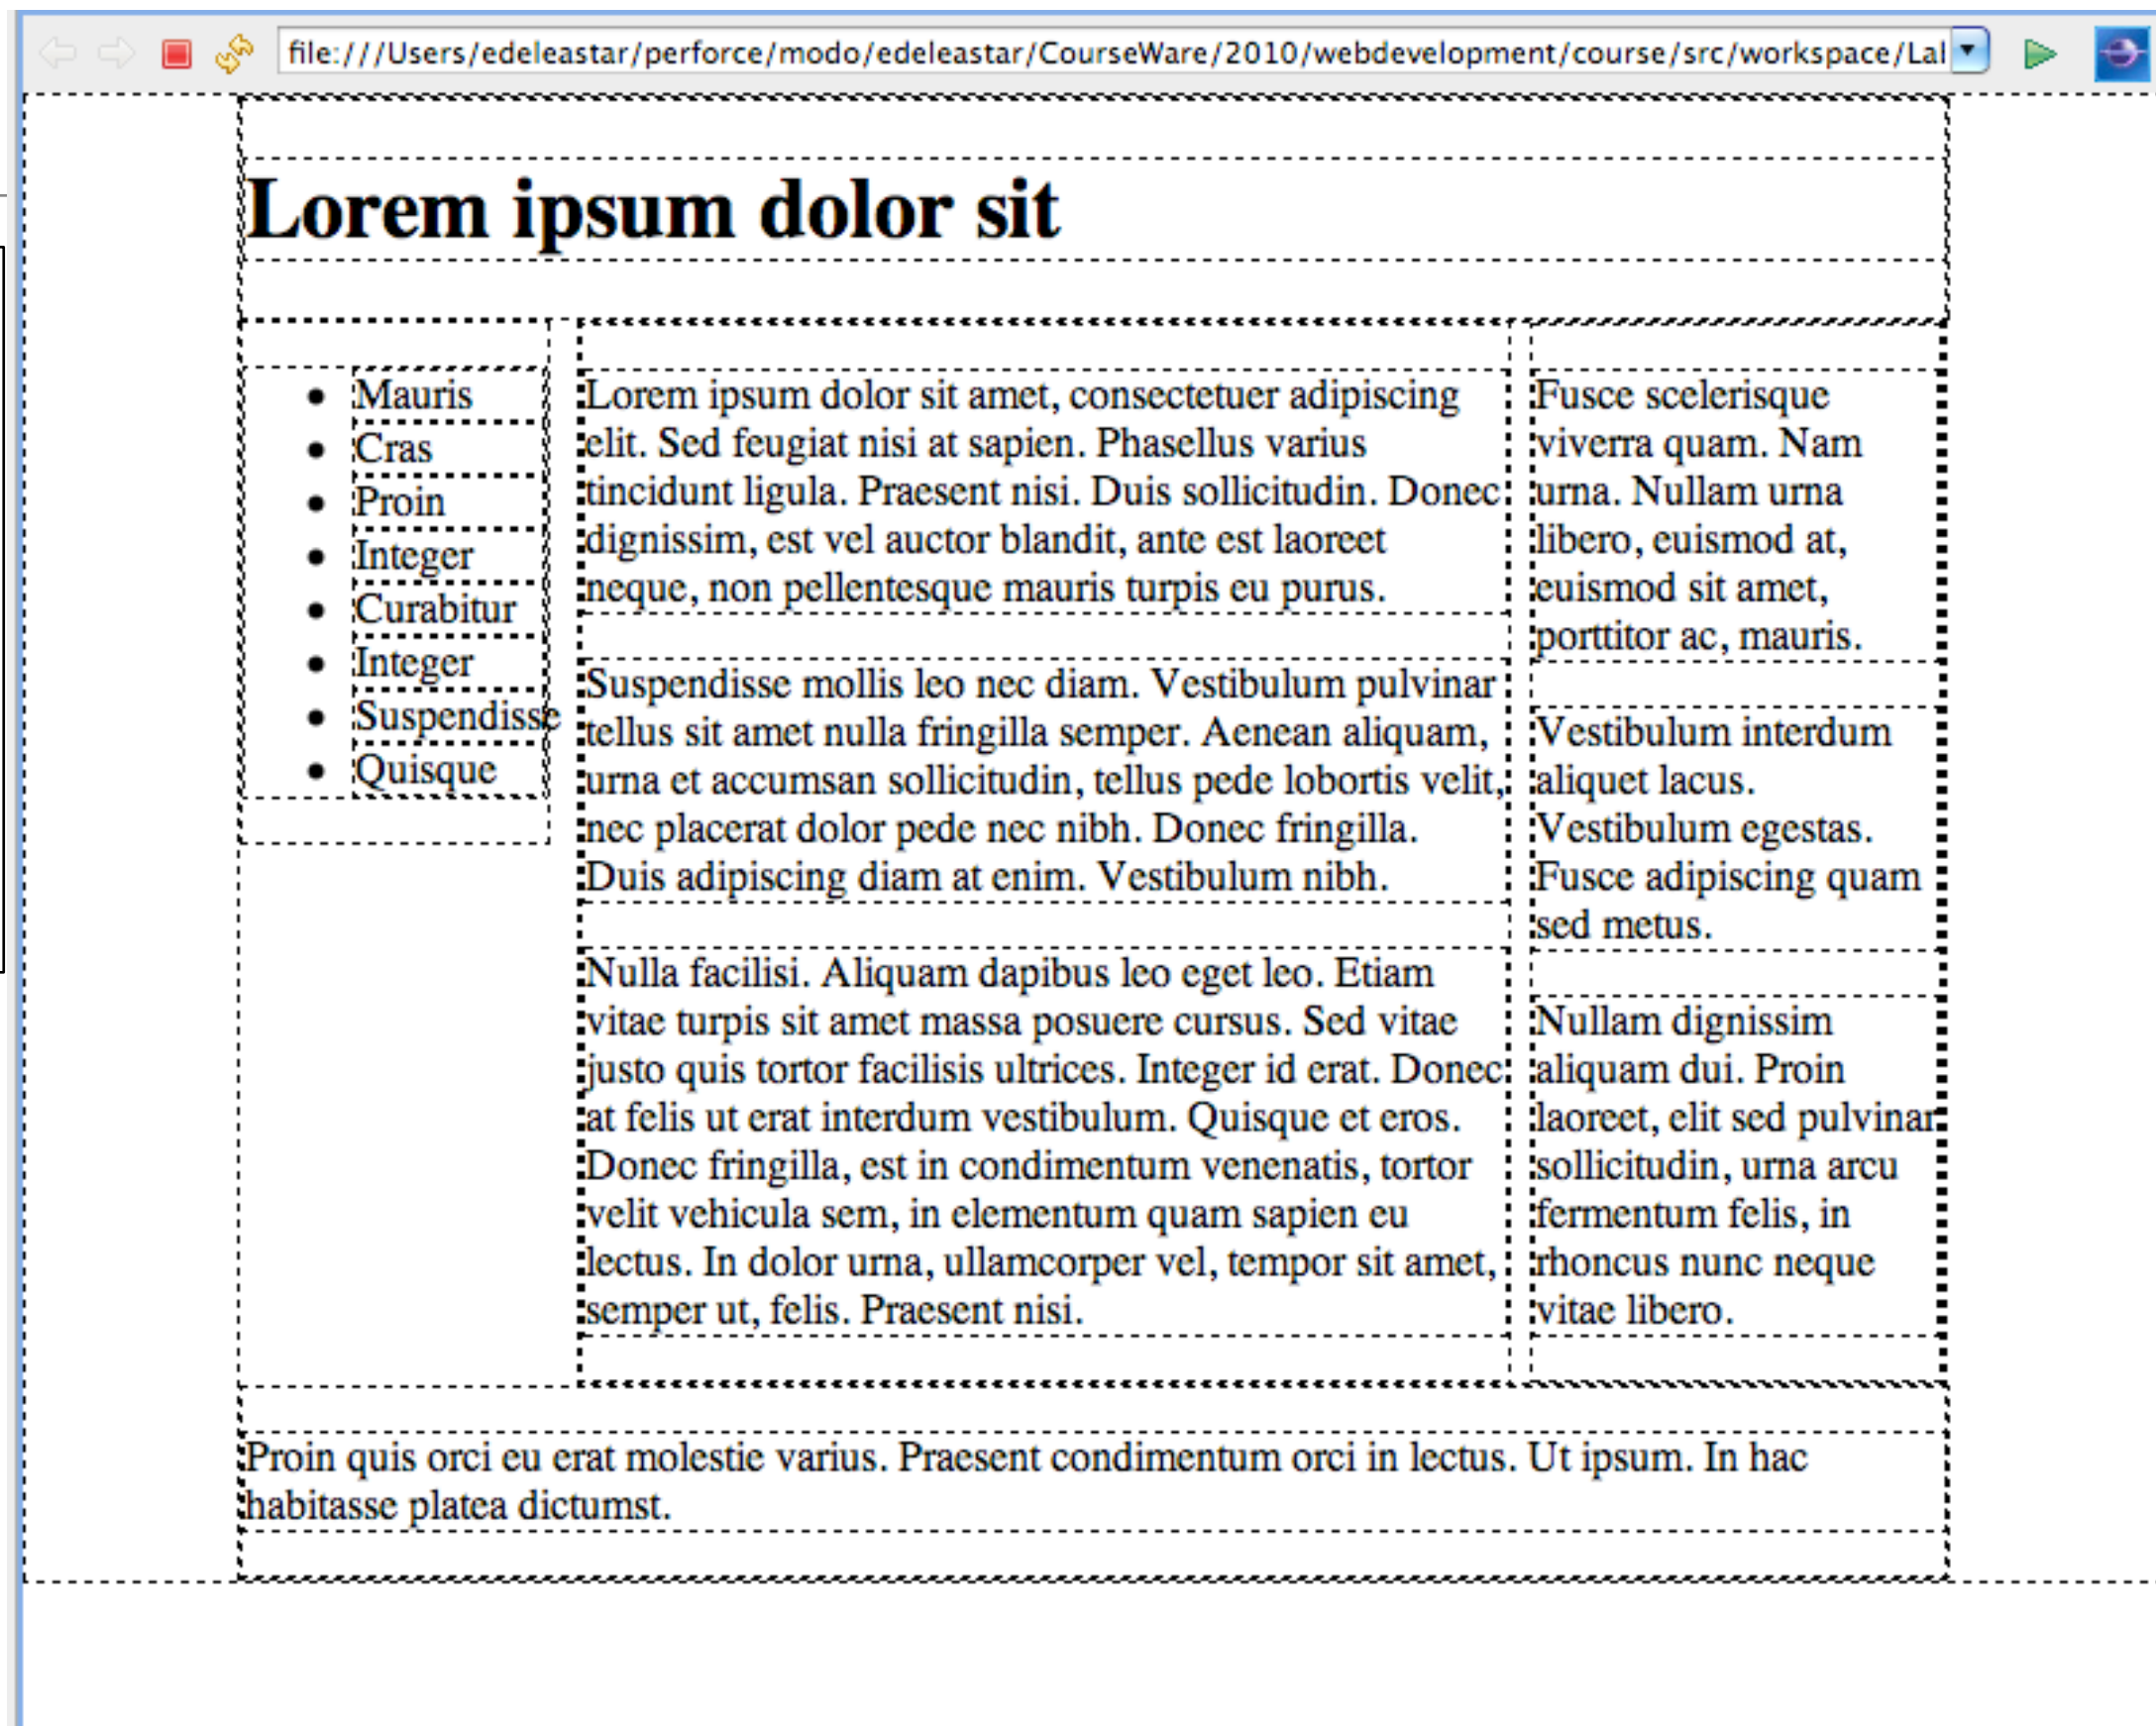 file:///Users/edeleastar/perforce/modo/edeleastar/CourseWare/2010/webdevelopment/course/src/workspace/Lal
Lorem ipsum dolor sit
Mauris
Cras
Proin
Integer
Curabitur
Integer
Suspendisse
Quisque
Lorem ipsum dolor sit amet, consectetuer adipiscing
elit. Sed feugiat nisi at sapien. Phasellus varius
tincidunt ligula. Praesent nisi. Duis sollicitudin. Donec
dignissim, est vel auctor blandit, ante est laoreet
neque, non pellentesque mauris turpis eu purus.
Suspendisse mollis leo nec diam. Vestibulum pulvinar
tellus sit amet nulla fringilla semper. Aenean aliquam,
urna et accumsan sollicitudin, tellus pede lobortis velit,
nec placerat dolor pede nec nibh. Donec fringilla.
Duis adipiscing diam at enim. Vestibulum nibh.
Nulla facilisi. Aliquam dapibus leo eget leo. Etiam
vitae turpis sit amet massa posuere cursus. Sed vitae
justo quis tortor facilisis ultrices. Integer id erat. Donec
at felis ut erat interdum vestibulum. Quisque et eros.
Donec fringilla, est in condimentum venenatis, tortor
velit vehicula sem, in elementum quam sapien eu
lectus. In dolor urna, ullamcorper vel, tempor sit amet,
semper ut, felis. Praesent nisi.
Fusce scelerisque
viverra quam. Nam
urna. Nullam urna
libero, euismod at,
euismod sit amet,
porttitor ac, mauris.
Vestibulum interdum
aliquet lacus.
Vestibulum egestas.
Fusce adipiscing quam
sed metus.
Nullam dignissim
aliquam dui. Proin
laoreet, elit sed pulvinar
sollicitudin, urna arcu
fermentum felis, in
rhoncus nunc neque
vitae libero.
Proin quis orci eu erat molestie varius. Praesent condimentum orci in lectus. Ut ipsum. In hac
habitasse platea dictumst.